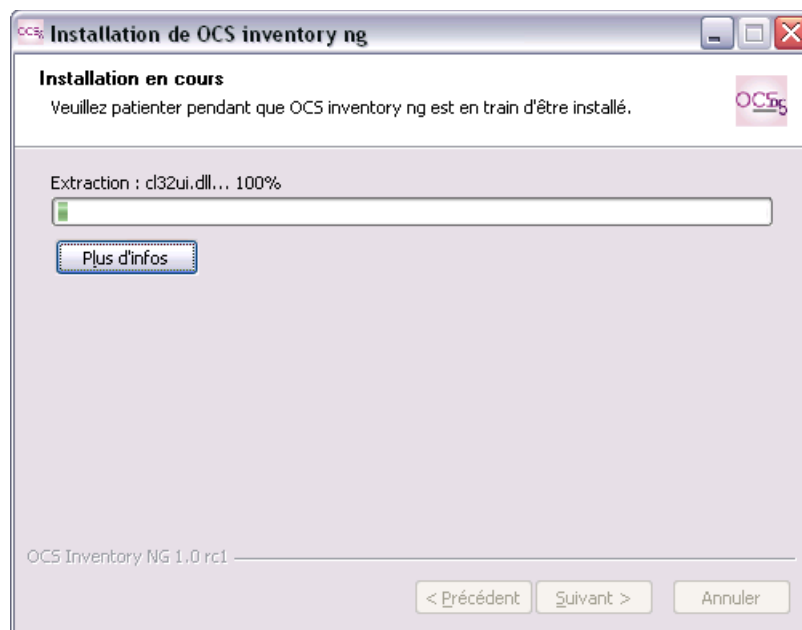 Installation de OCS inventory ng
Installation en cours
Veuillez patienter pendant que OCS inventory ng est en train d'être installé.
Extraction : cl32ui.dll... 100%
Plus d'infos
OCS Inventory NG 1.0 rc1
< Précédent
Suivant >
Annuler